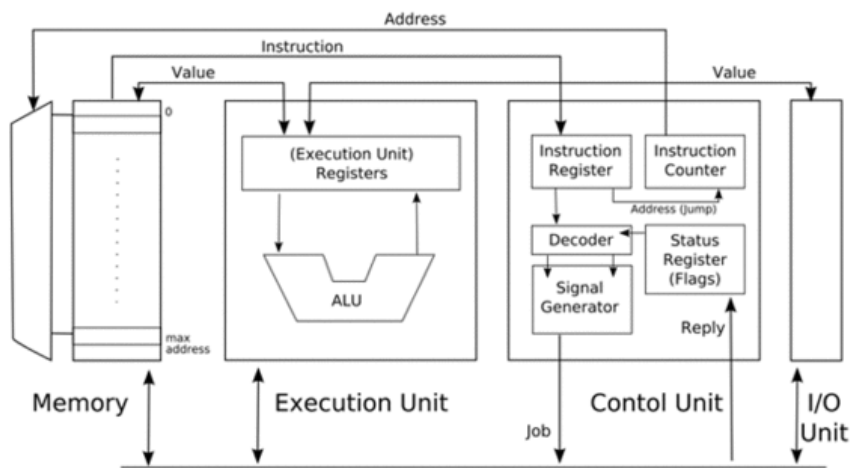 Address
Instruction
Value
Value
0
(Execution Unit)
Registers
Instruction
Register
Instruction
Counter
Address (Jump)
Decoder
Status
Register
(Flags)
ALU
Signal
Generator
max
address
Reply
Memory
Execution Unit
Contol Unit
I/O
Unit
Job